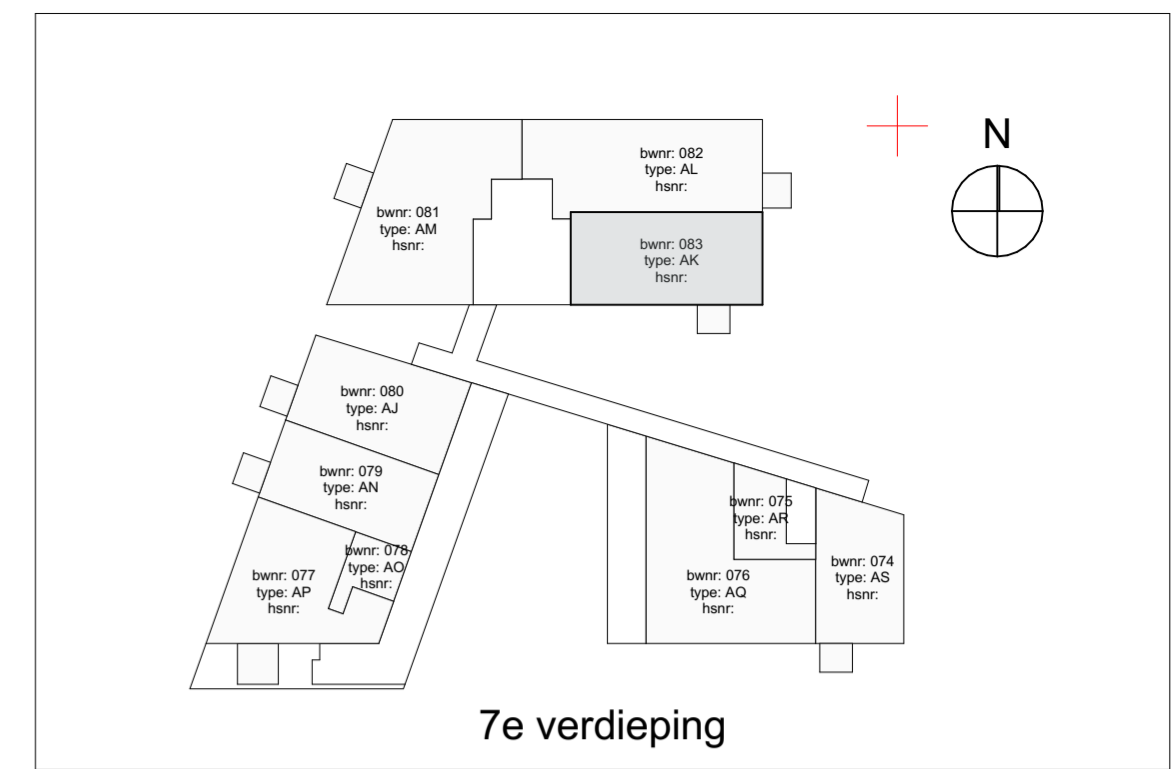 N
bwnr: 082
type: AL
hsnr:
bwnr: 081
type: AM
hsnr:
bwnr: 083
type: AK
hsnr:
bwnr: 080
type: AJ
hsnr:
bwnr: 079
type: AN
hsnr:
bwnr: 075
type: AR
hsnr:
bwnr: 078
type: AO
hsnr:
bwnr: 077
type: AP
hsnr:
bwnr: 076
type: AQ
hsnr:
bwnr: 074
type: AS
hsnr:
7e verdieping